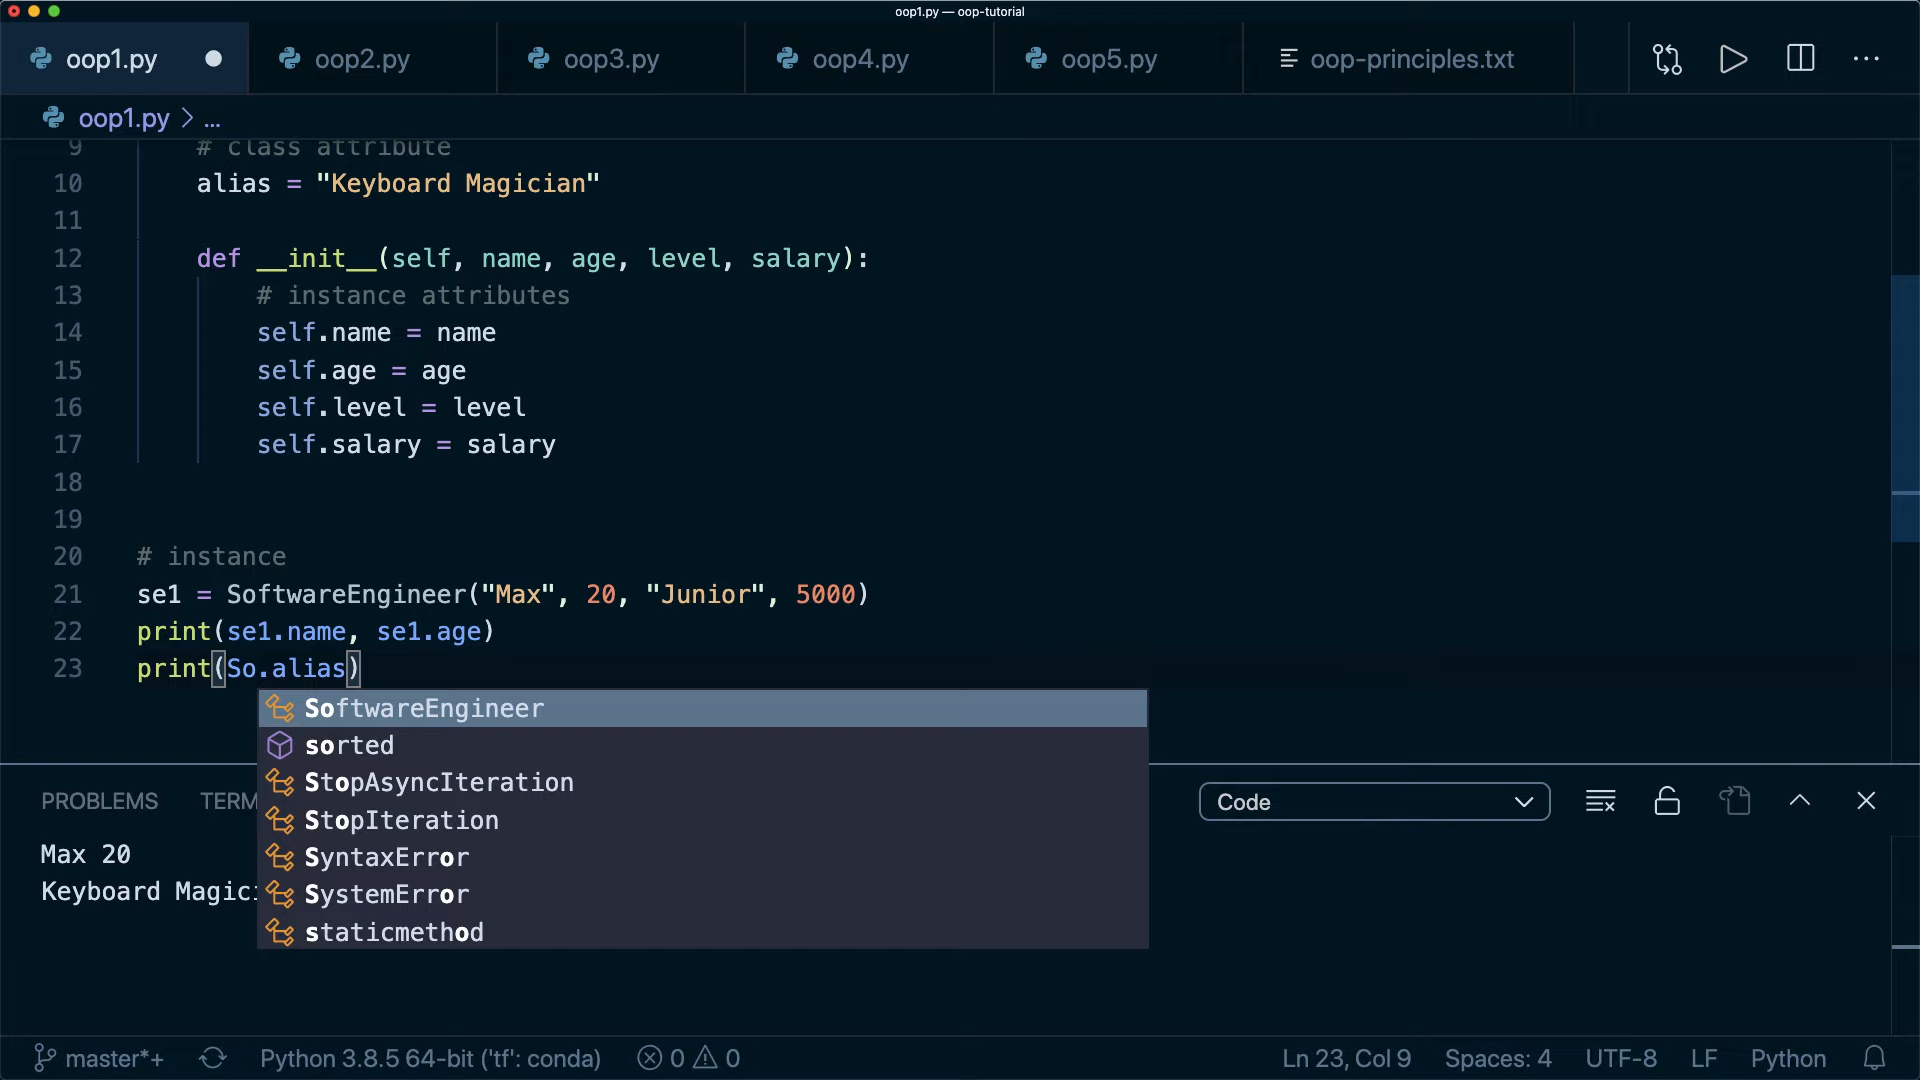 oop1.py — oop-tutorial
oop1.py oop2.py oop3.py oop4.py oop5.py oop-principles.txt
oop1.py > ...
9 # class attribute
10 alias = "Keyboard Magician"
11
12 def __init__(self, name, age, level, salary):
13 # instance attributes
14 self.name = name
15 self.age = age
16 self.level = level
17 self.salary = salary
18
19
20 # instance
21 se1 = SoftwareEngineer("Max", 20, "Junior", 5000)
22 print(se1.name, se1.age)
23 print(So.alias)
SoftwareEngineer
sorted
StopAsyncIteration
StopIteration
SyntaxError
SystemError
staticmethod
PROBLEMS TERM Code
Max 20
Keyboard Magici
master*+ Python 3.8.5 64-bit ('tf': conda) 0 0 Ln 23, Col 9 Spaces: 4 UTF-8 LF Python